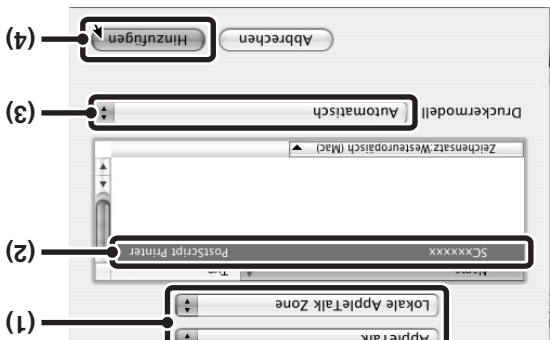 AppleTalk
Lokale AppleTalk Zone
(1)
Name Typ
SCxxxxxx PostScript Printer
(2)
Zeichensatz:Westeuropäisch (Mac)
Druckermodell Automatisch
(3)
Abbrechen Hinzufügen
(4)